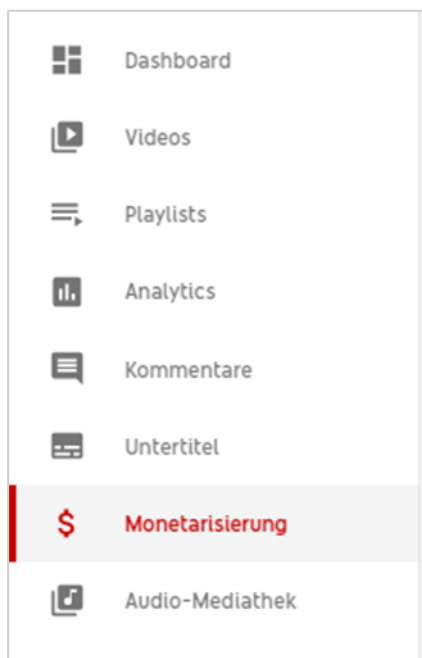 Dashboard
Videos
Playlists
Analytics
Kommentare
Untertitel
$ Monetarisierung
Audio-Mediathek